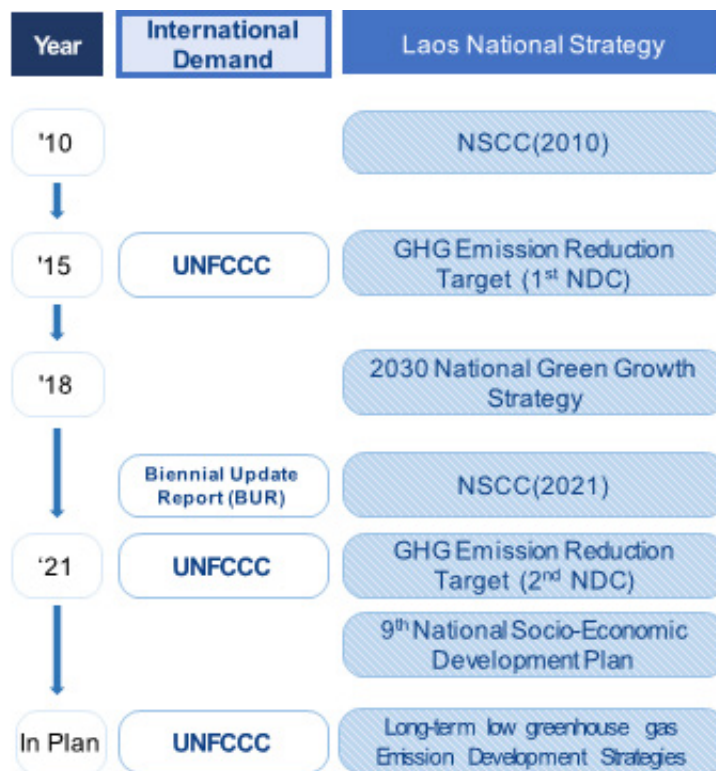 Year
International
Demand
Laos National Strategy
'10
NSCC(2010)
'15
UNFCCC
GHG Emission Reduction
Target (1st NDC)
'18
2030 National Green Growth
Strategy
Biennial Update
Report (BUR)
NSCC(2021)
‘21
UNFCCC
GHG Emission Reduction
Target (2nd NDC)
9th National Socio-Economic
Development Plan
In Plan
UNFCCC
Long-term low greenhouse gas
Emission Development Strategies